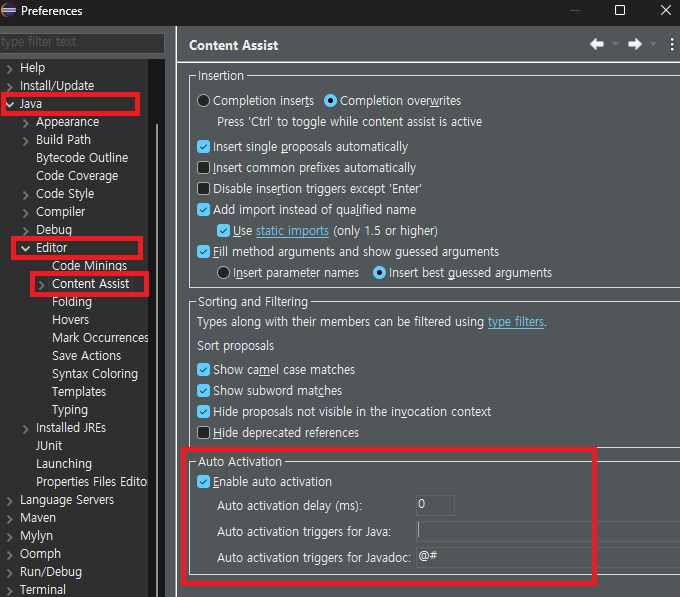 Preferences
type filter text
Help
Install/Update
Java
Appearance
Build Path
Bytecode Outline
Code Coverage
Code Style
Compiler
Debug
Editor
Code Minings
Content Assist
Folding
Hovers
Mark Occurrences
Save Actions
Syntax Coloring
Templates
Typing
Installed JREs
JUnit
Launching
Properties Files Edito
Language Servers
Maven
Mylyn
Oomph
Run/Debug
Terminal
Content Assist
Insertion
Completion inserts Completion overwrites
Press 'Ctrl' to toggle while content assist is active
Insert single proposals automatically
Insert common prefixes automatically
Disable insertion triggers except 'Enter'
Add import instead of qualified name
Use static imports (only 1.5 or higher)
Fill method arguments and show guessed arguments
Insert parameter names Insert best guessed arguments
Sorting and Filtering
Types along with their members can be filtered using type filters.
Sort proposals
Show camel case matches
Show subword matches
Hide proposals not visible in the invocation context
Hide deprecated references
Auto Activation
Enable auto activation
Auto activation delay (ms): 0
Auto activation triggers for Java:
Auto activation triggers for Javadoc: @#